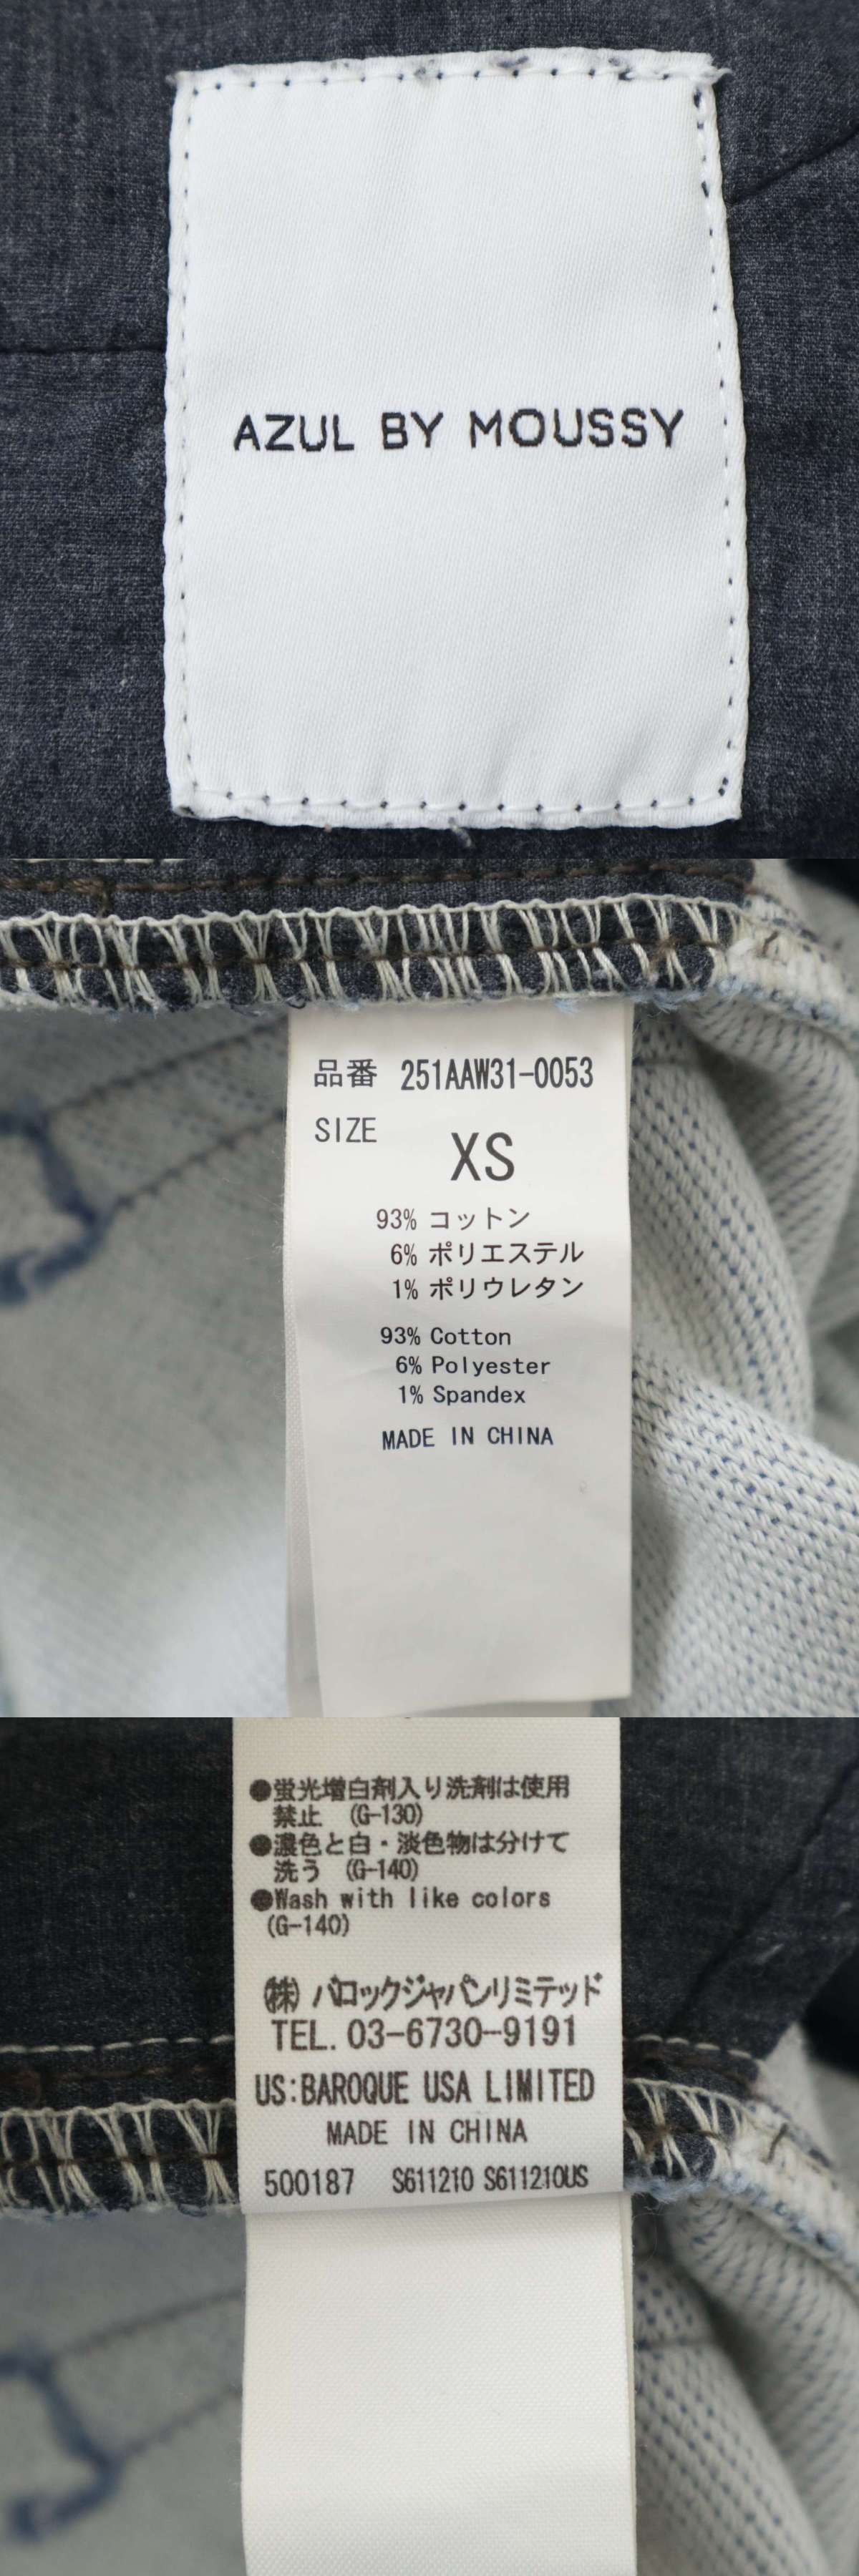 AZUL BY MOUSSY
品番 251AAW31-0053
SIZE
XS
93% コットン
6% ポリエステル
1% ポリウレタン
93% Cotton
6% Polyester
1% Spandex
MADE IN CHINA
●蛍光増白剤入り洗剤は使用
禁止 (G-130)
●濃色と白・淡色物は分けて
洗う (G-140)
●Wash with like colors
(G-140)
㈱ バロックジャパンリミテッド
TEL. 03-6730-9191
US:BAROQUE USA LIMITED
MADE IN CHINA
500187 S611210 S611210US